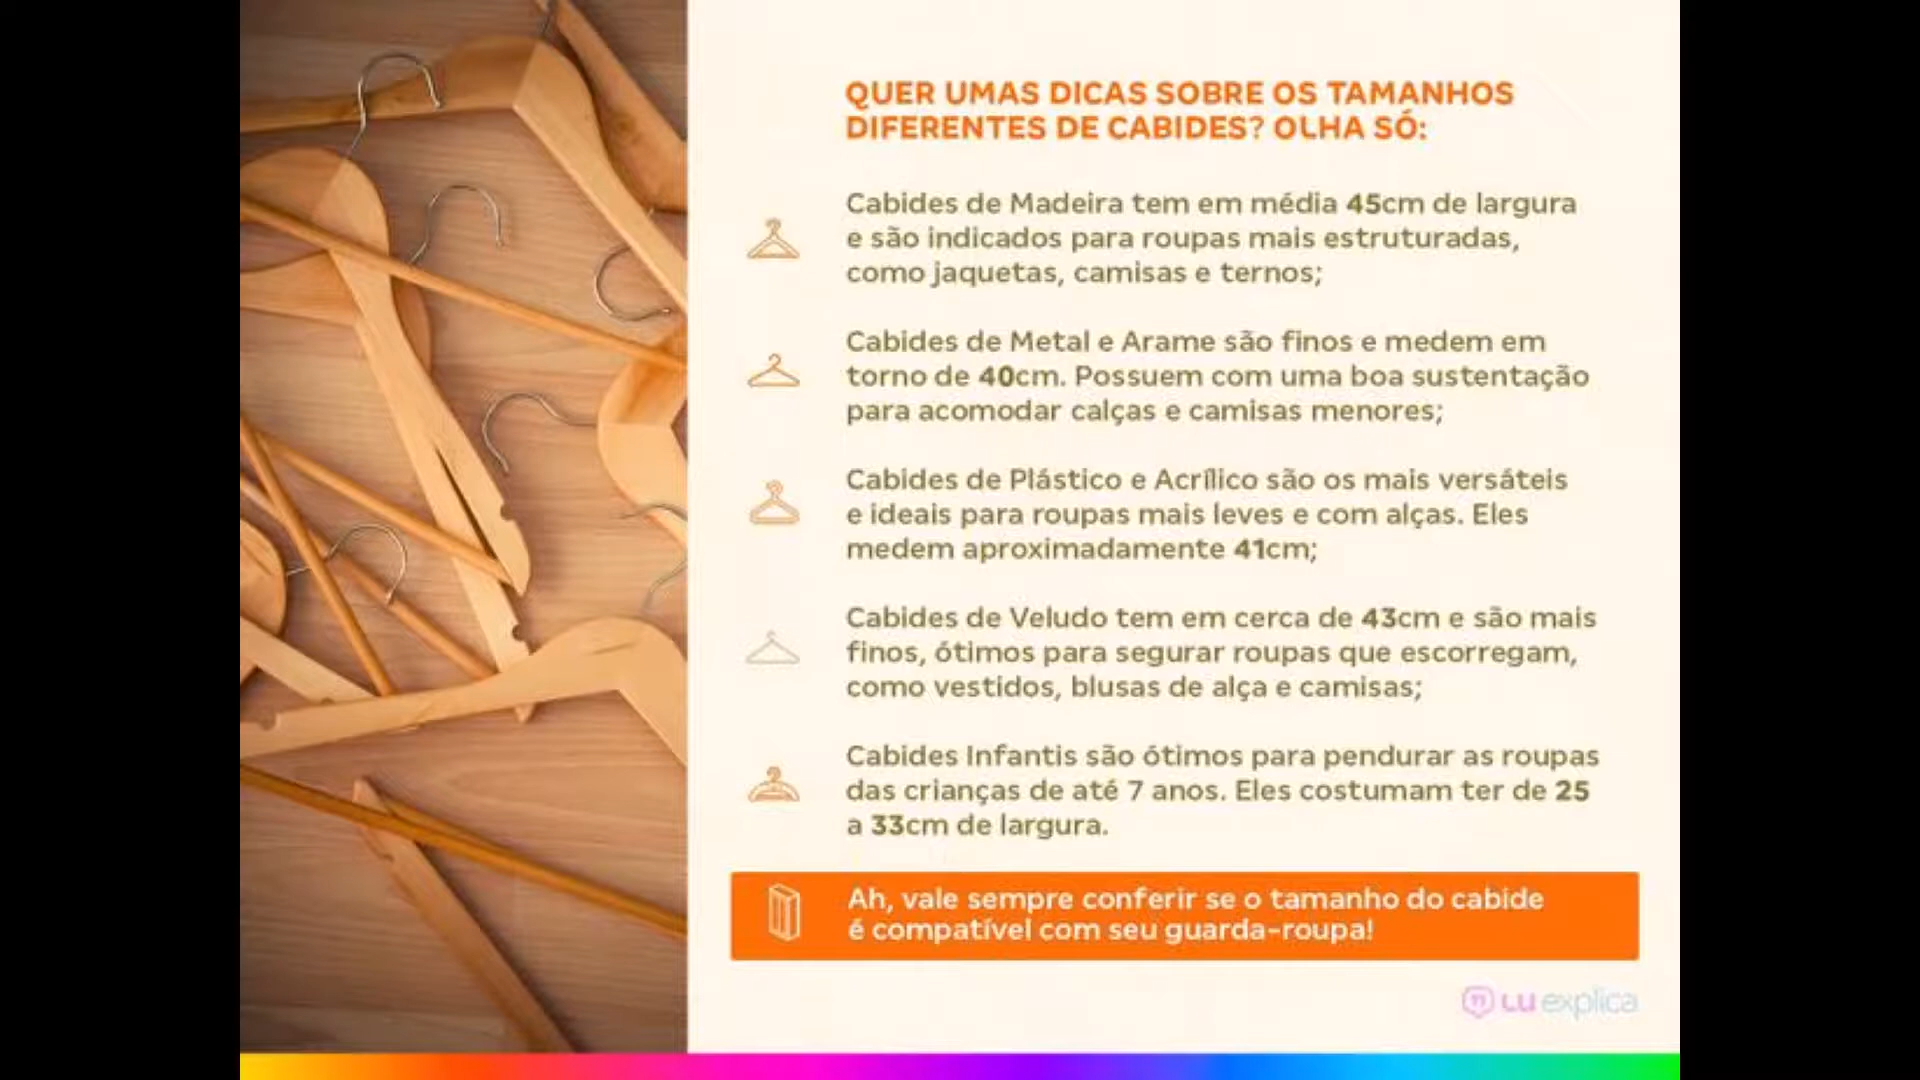 QUER UMAS DICAS SOBRE OS TAMANHOS
DIFERENTES DE CABIDES? OLHA SÓ:
Cabides de Madeira tem em média 45cm de largura
e são indicados para roupas mais estruturadas,
como jaquetas, camisas e ternos;
Cabides de Metal e Arame são finos e medem em
torno de 40cm. Possuem com uma boa sustentação
para acomodar calças e camisas menores;
Cabides de Plástico e Acrílico são os mais versáteis
e ideais para roupas mais leves e com alças. Eles
medem aproximadamente 41cm;
Cabides de Veludo tem em cerca de 43cm e são mais
finos, ótimos para segurar roupas que escorregam,
como vestidos, blusas de alça e camisas;
Cabides Infantis são ótimos para pendurar as roupas
das crianças de até 7 anos. Eles costumam ter de 25
a 33cm de largura.
Ah, vale sempre conferir se o tamanho do cabide
é compatível com seu guarda-roupa!
Lu explica